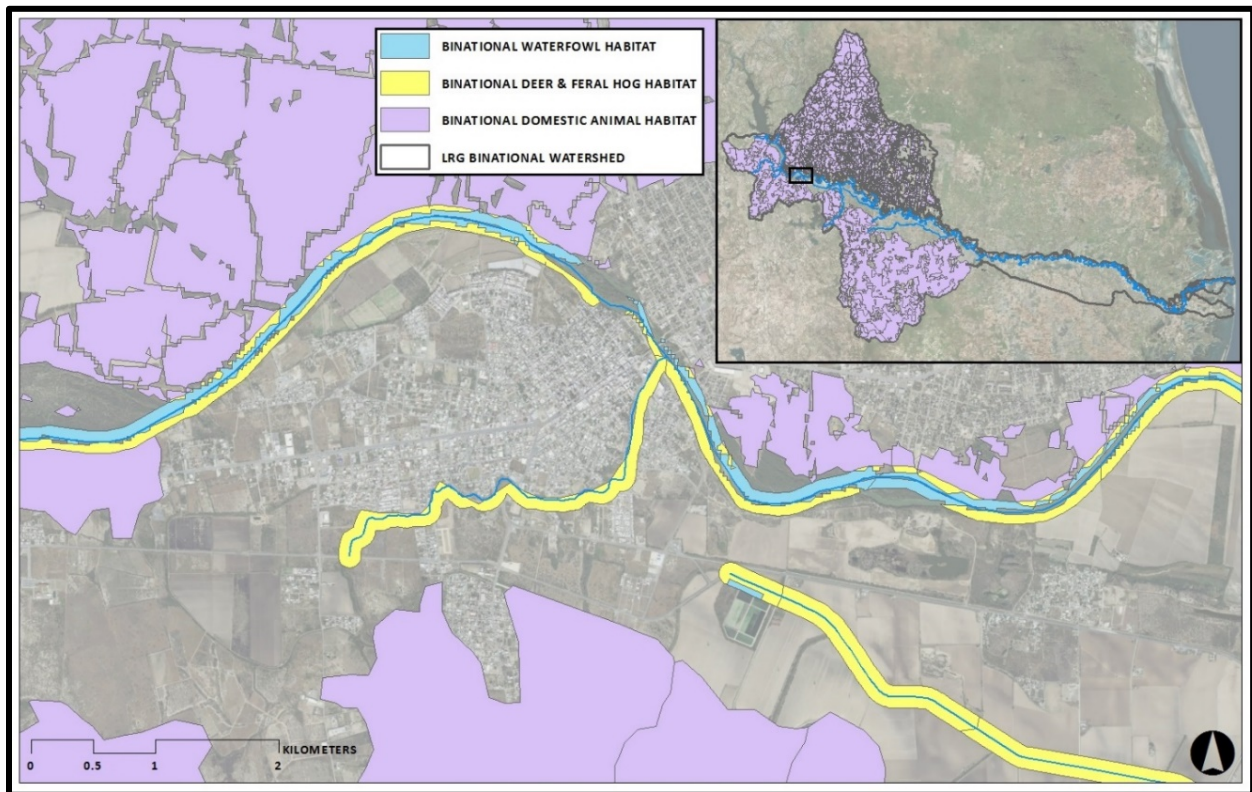 BINATIONAL WATERFOWL HABITAT
BINATIONAL DEER & FERAL HOG HABITAT
BINATIONAL DOMESTIC ANIMAL HABITAT
LRG BINATIONAL WATERSHED
KILOMETERS
0 0.5 1 2